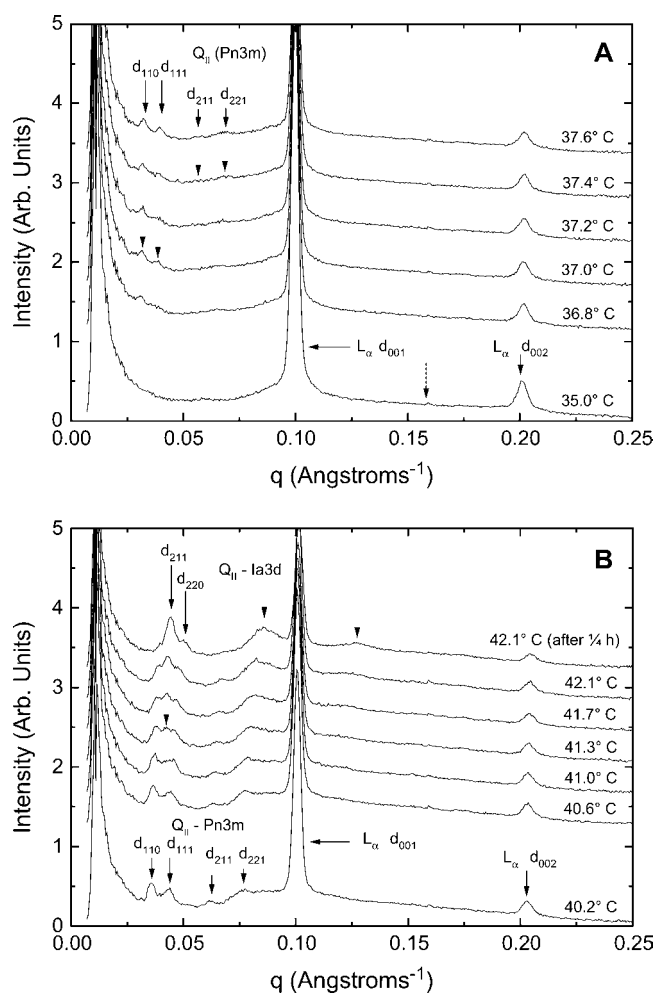 A
Q_II (Pn3m)
d_110 d_111
d_211 d_221
37.6° C
37.4° C
37.2° C
37.0° C
36.8° C
L_α d_001
L_α d_002
35.0° C
5
4
3
2
1
0
Intensity (Arb. Units)
0.00 0.05 0.10 0.15 0.20 0.25
q (Angstroms⁻¹)
B
d_211
Q_II - Ia3d
d_220
42.1° C (after ¼ h)
42.1° C
41.7° C
41.3° C
41.0° C
40.6° C
Q_II - Pn3m
d_110 d_111
d_211 d_221
L_α d_001
L_α d_002
40.2° C
5
4
3
2
1
0
Intensity (Arb. Units)
0.00 0.05 0.10 0.15 0.20 0.25
q (Angstroms⁻¹)